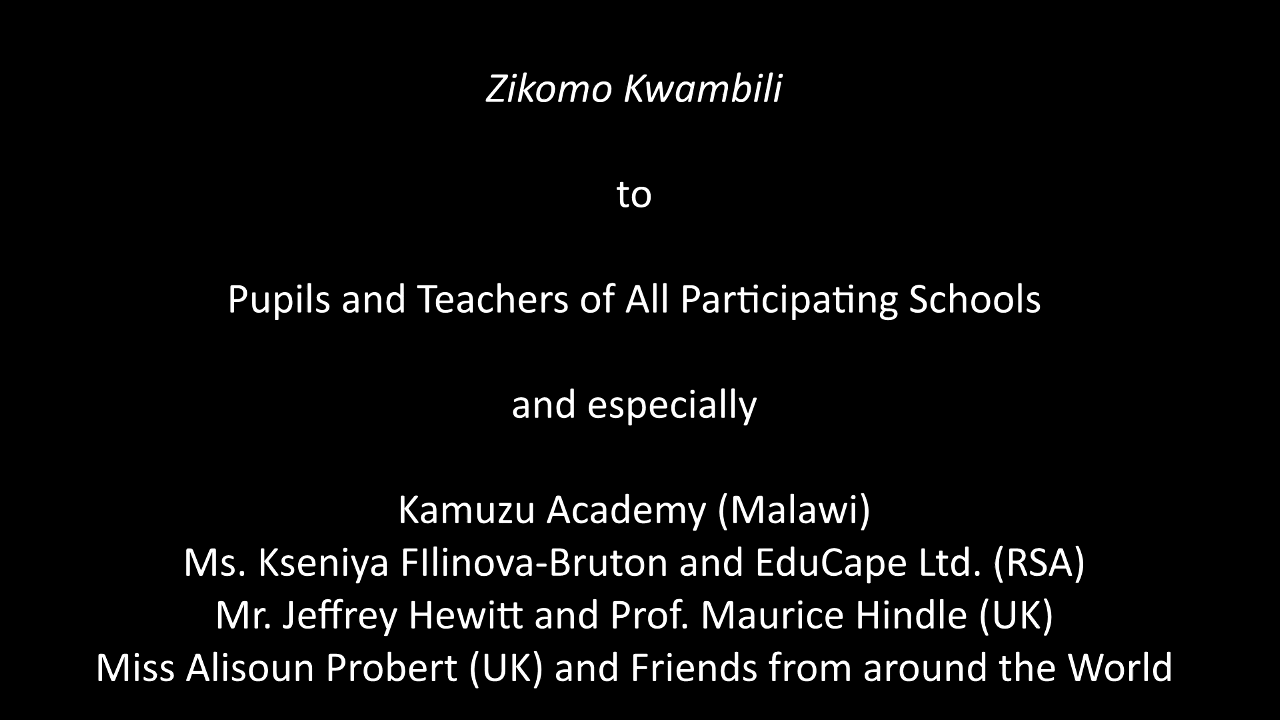 Zikomo Kwambili
to
Pupils and Teachers of All Participating Schools
and especially
Kamuzu Academy (Malawi)
Ms. Kseniya FIlinova-Bruton and EduCape Ltd. (RSA)
Mr. Jeffrey Hewitt and Prof. Maurice Hindle (UK)
Miss Alisoun Probert (UK) and Friends from around the World